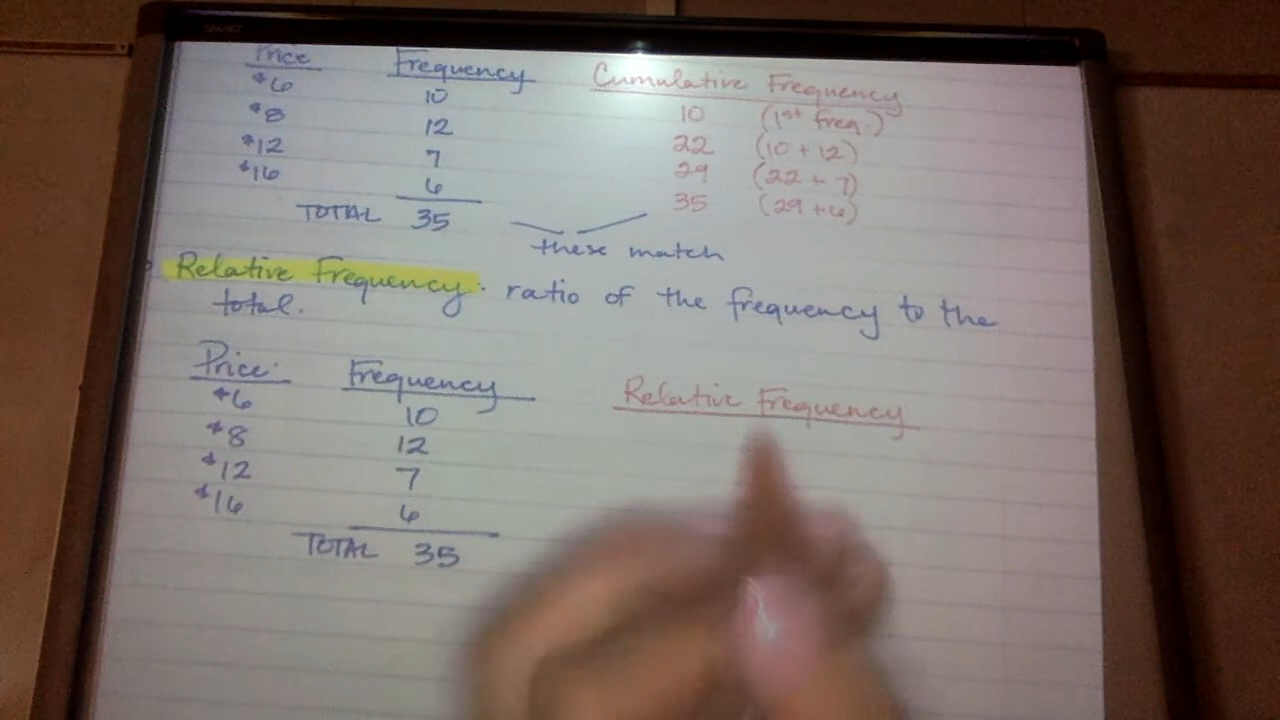 Price Frequency Cumulative Frequency
$6 10 10 (1st freq.)
$8 12 22 (10 + 12)
$12 7 29 (22 + 7)
$16 6 35 (29 + 6)
TOTAL 35
these match
Relative Frequency: ratio of the frequency to the
total.
Price Frequency Relative Frequency
$6 10
$8 12
$12 7
$16 6
TOTAL 35